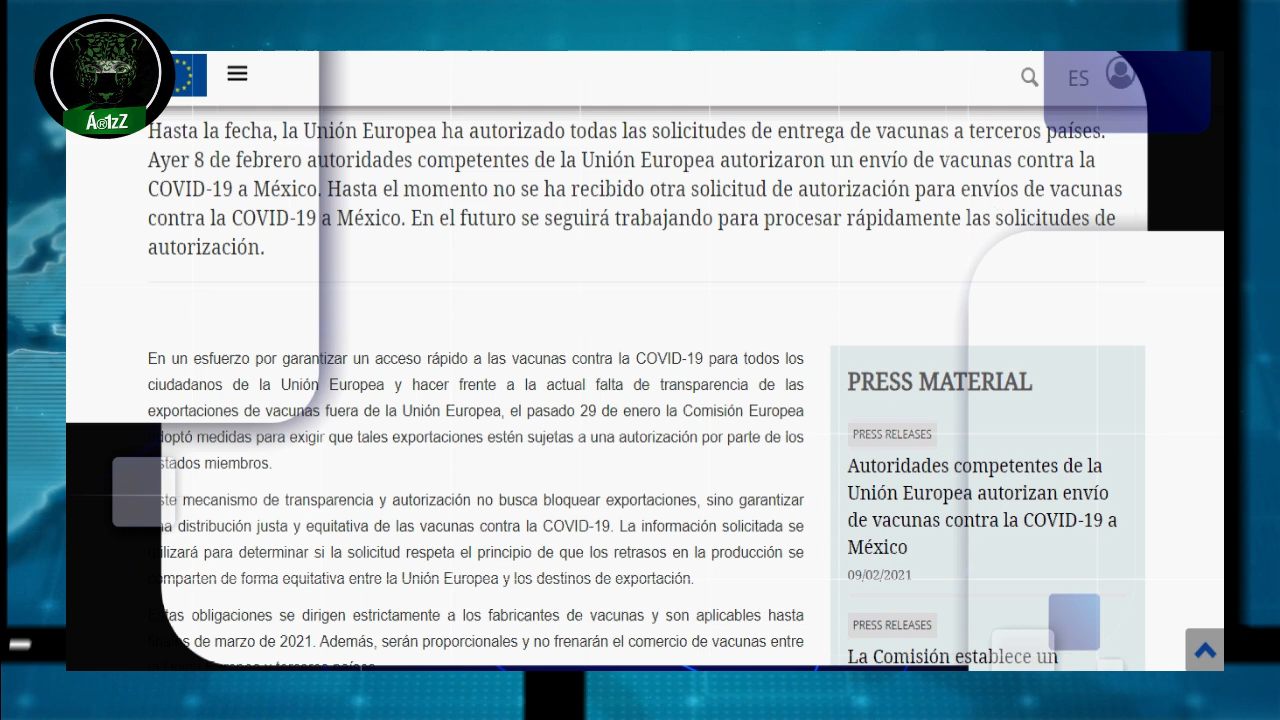 Á@1zZ
ES
Hasta la fecha, la Unión Europea ha autorizado todas las solicitudes de entrega de vacunas a terceros países.
Ayer 8 de febrero autoridades competentes de la Unión Europea autorizaron un envío de vacunas contra la
COVID-19 a México. Hasta el momento no se ha recibido otra solicitud de autorización para envíos de vacunas
contra la COVID-19 a México. En el futuro se seguirá trabajando para procesar rápidamente las solicitudes de
autorización.
En un esfuerzo por garantizar un acceso rápido a las vacunas contra la COVID-19 para todos los
ciudadanos de la Unión Europea y hacer frente a la actual falta de transparencia de las
exportaciones de vacunas fuera de la Unión Europea, el pasado 29 de enero la Comisión Europea
doptó medidas para exigir que tales exportaciones estén sujetas a una autorización por parte de los
stados miembros.
ste mecanismo de transparencia y autorización no busca bloquear exportaciones, sino garantizar
na distribución justa y equitativa de las vacunas contra la COVID-19. La información solicitada se
ilizará para determinar si la solicitud respeta el principio de que los retrasos en la producción se
omparten de forma equitativa entre la Unión Europea y los destinos de exportación.
tas obligaciones se dirigen estrictamente a los fabricantes de vacunas y son aplicables hasta
s de marzo de 2021. Además, serán proporcionales y no frenarán el comercio de vacunas entre
PRESS MATERIAL
PRESS RELEASES
Autoridades competentes de la
Unión Europea autorizan envío
de vacunas contra la COVID-19 a
México
09/02/2021
PRESS RELEASES
La Comisión establece un